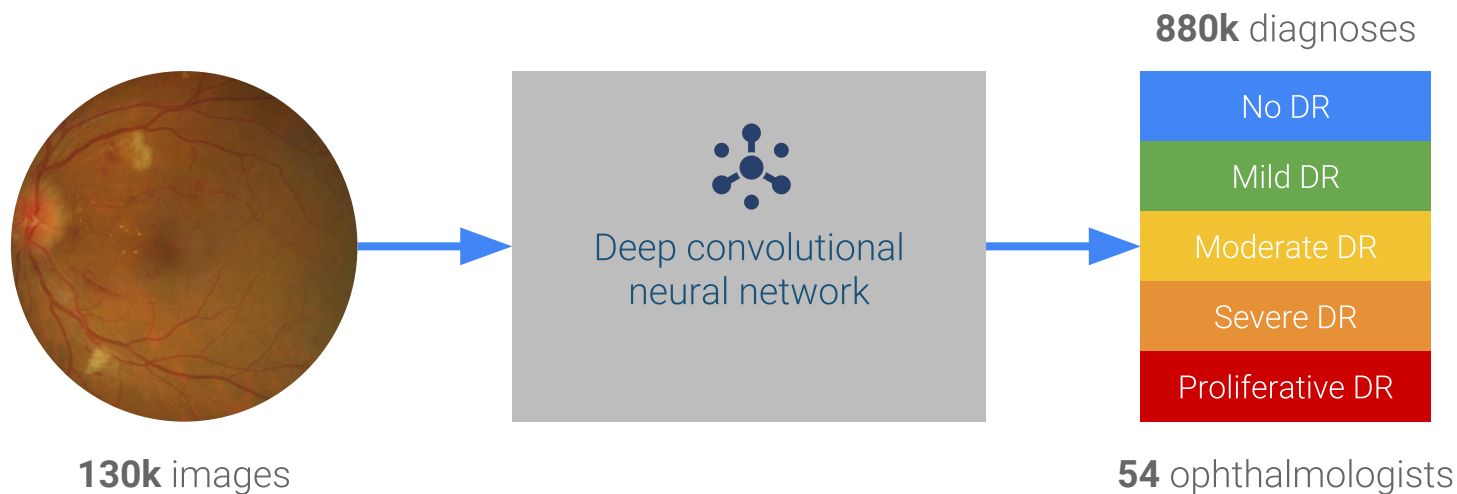 880k diagnoses
No DR
Mild DR
Moderate DR
Severe DR
Proliferative DR
Deep convolutional
neural network
130k images
54 ophthalmologists